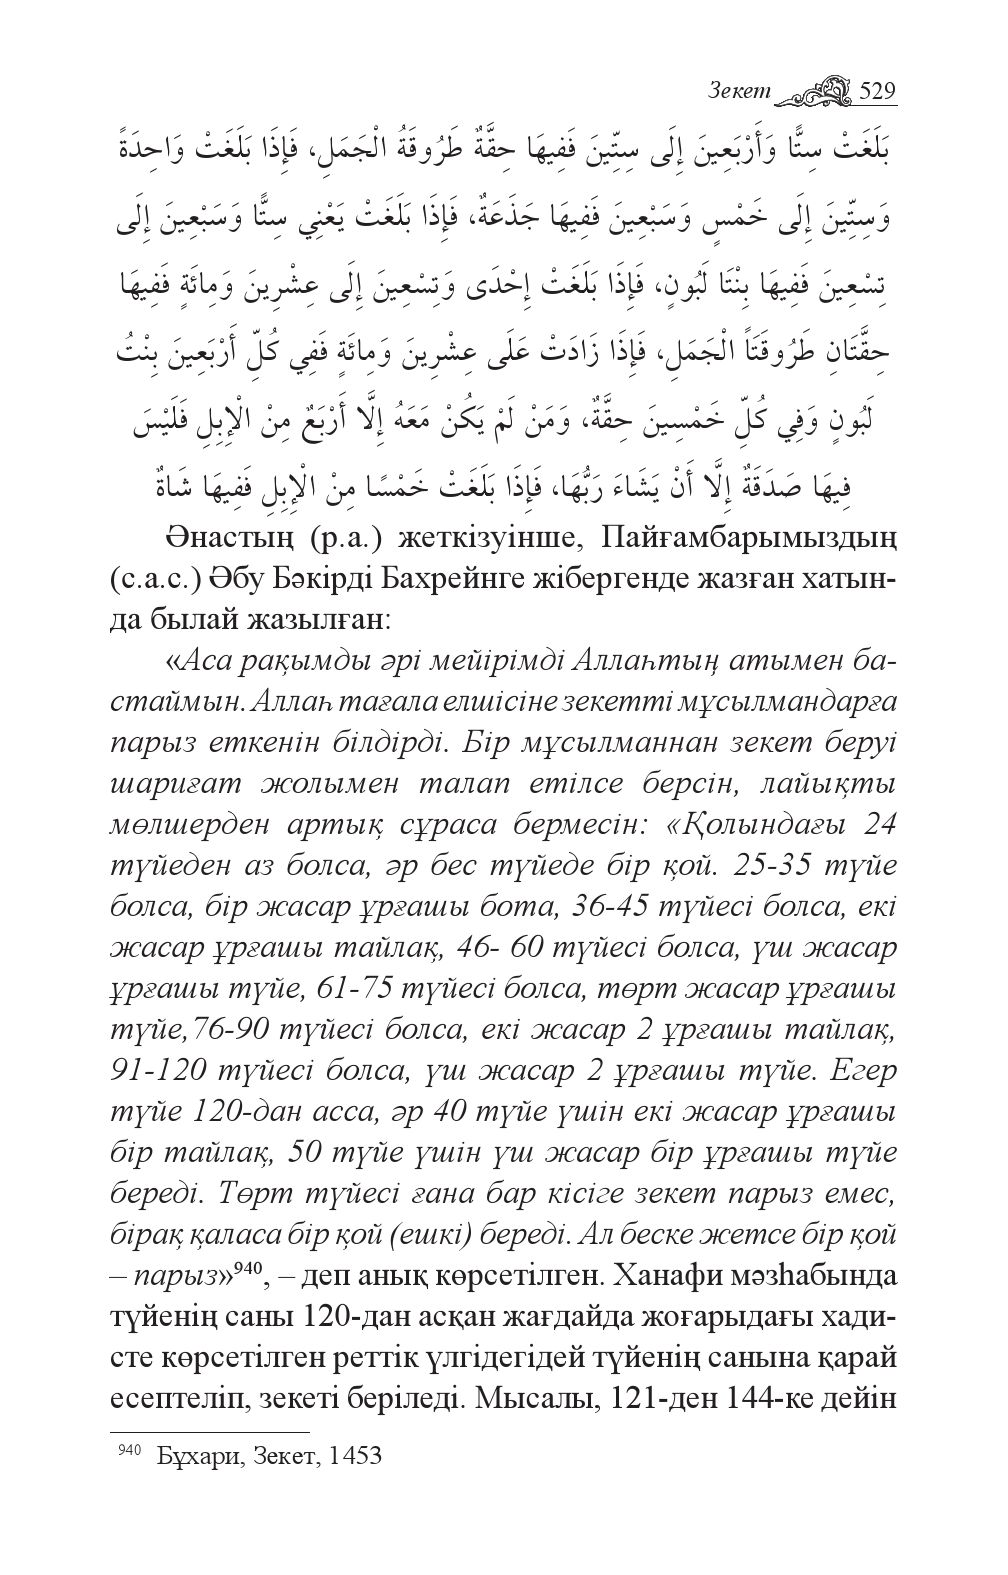 Зекет 529
بَلَغَتْ سِتًّا وَأَرْبَعِينَ إِلَى سِتِّينَ فَفِيهَا حِقَّةٌ طَرُوقَةُ الْجَمَلِ، فَإِذَا بَلَغَتْ وَاحِدَةً
وَسِتِّينَ إِلَى خَمْسٍ وَسَبْعِينَ فَفِيهَا جَذَعَةٌ، فَإِذَا بَلَغَتْ يَعْنِي سِتًّا وَسَبْعِينَ إِلَى
تِسْعِينَ فَفِيهَا بِنْتَا لَبُونٍ، فَإِذَا بَلَغَتْ إِحْدَى وَتِسْعِينَ إِلَى عِشْرِينَ وَمِائَةٍ فَفِيهَا
حِقَّتَانِ طَرُوقَتَاً الْجَمَلِ، فَإِذَا زَادَتْ عَلَى عِشْرِينَ وَمِائَةٍ فَفِي كُلِّ أَرْبَعِينَ بِنْتُ
لَبُونٍ وَفِي كُلِّ خَمْسِينَ حِقَّةٌ، وَمَنْ لَمْ يَكُنْ مَعَهُ إِلَّا أَرْبَعٌ مِنْ الْإِبِلِ فَلَيْسَ
فِيهَا صَدَقَةٌ إِلَّا أَنْ يَشَاءَ رَبُّهَا، فَإِذَا بَلَغَتْ خَمْسًا مِنْ الْإِبِلِ فَفِيهَا شَاةٌ
Әнастың (р.а.) жеткізуінше, Пайғамбарымыздың
(с.а.с.) Әбу Бәкірді Бахрейнге жібергенде жазған хатын-
да былай жазылған:
«Аса рақымды әрі мейірімді Аллаһтың атымен ба-
стаймын. Аллаһ тағала елшісіне зекетті мұсылмандарға
парыз еткенін білдірді. Бір мұсылманнан зекет беруі
шариғат жолымен талап етілсе берсін, лайықты
мөлшерден артық сұраса бермесін: «Қолындағы 24
түйеден аз болса, әр бес түйеде бір қой. 25-35 түйе
болса, бір жасар ұрғашы бота, 36-45 түйесі болса, екі
жасар ұрғашы тайлақ, 46- 60 түйесі болса, үш жасар
ұрғашы түйе, 61-75 түйесі болса, төрт жасар ұрғашы
түйе,76-90 түйесі болса, екі жасар 2 ұрғашы тайлақ,
91-120 түйесі болса, үш жасар 2 ұрғашы түйе. Егер
түйе 120-дан асса, әр 40 түйе үшін екі жасар ұрғашы
бір тайлақ, 50 түйе үшін үш жасар бір ұрғашы түйе
береді. Төрт түйесі ғана бар кісіге зекет парыз емес,
бірақ қаласа бір қой (ешкі) береді. Ал беске жетсе бір қой
– парыз»940, – деп анық көрсетілген. Ханафи мәзһабында
түйенің саны 120-дан асқан жағдайда жоғарыдағы хади-
сте көрсетілген реттік үлгідегідей түйенің санына қарай
есептеліп, зекеті беріледі. Мысалы, 121-ден 144-ке дейін
940 Бұхари, Зекет, 1453